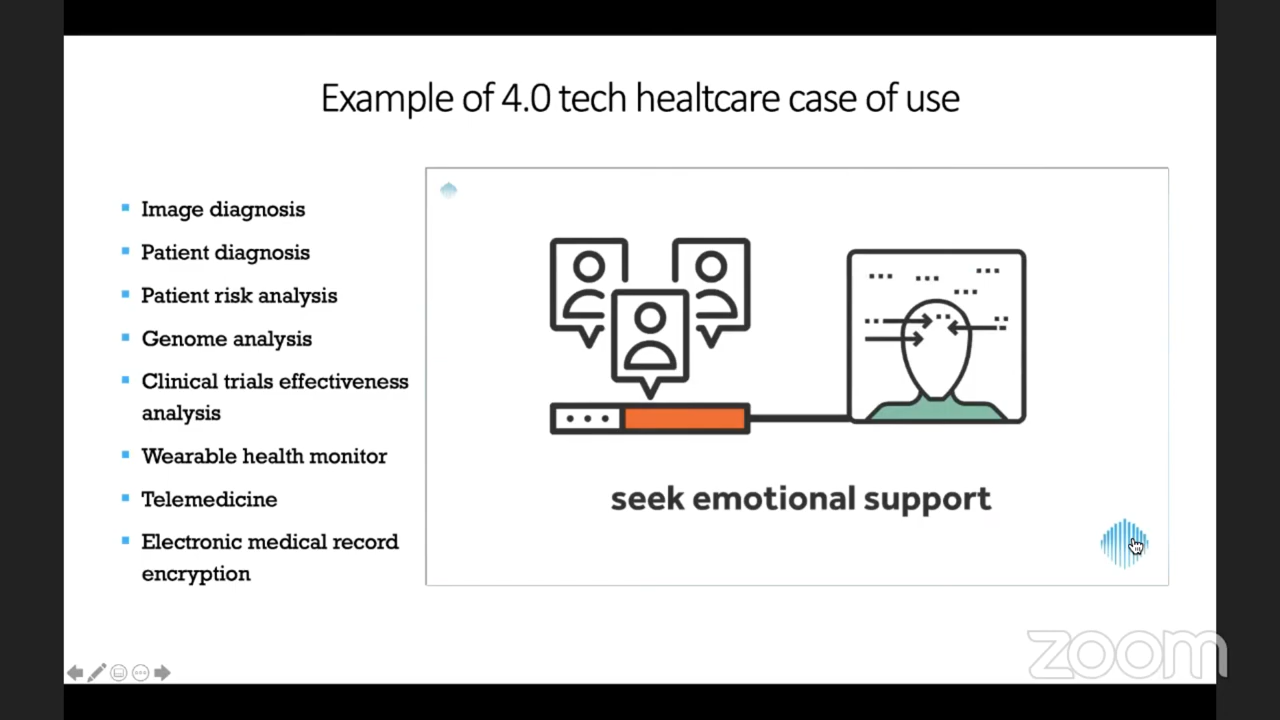 Example of 4.0 tech healtcare case of use
Image diagnosis
Patient diagnosis
Patient risk analysis
Genome analysis
Clinical trials effectiveness
analysis
Wearable health monitor
Telemedicine
Electronic medical record
encryption
seek emotional support
zoom